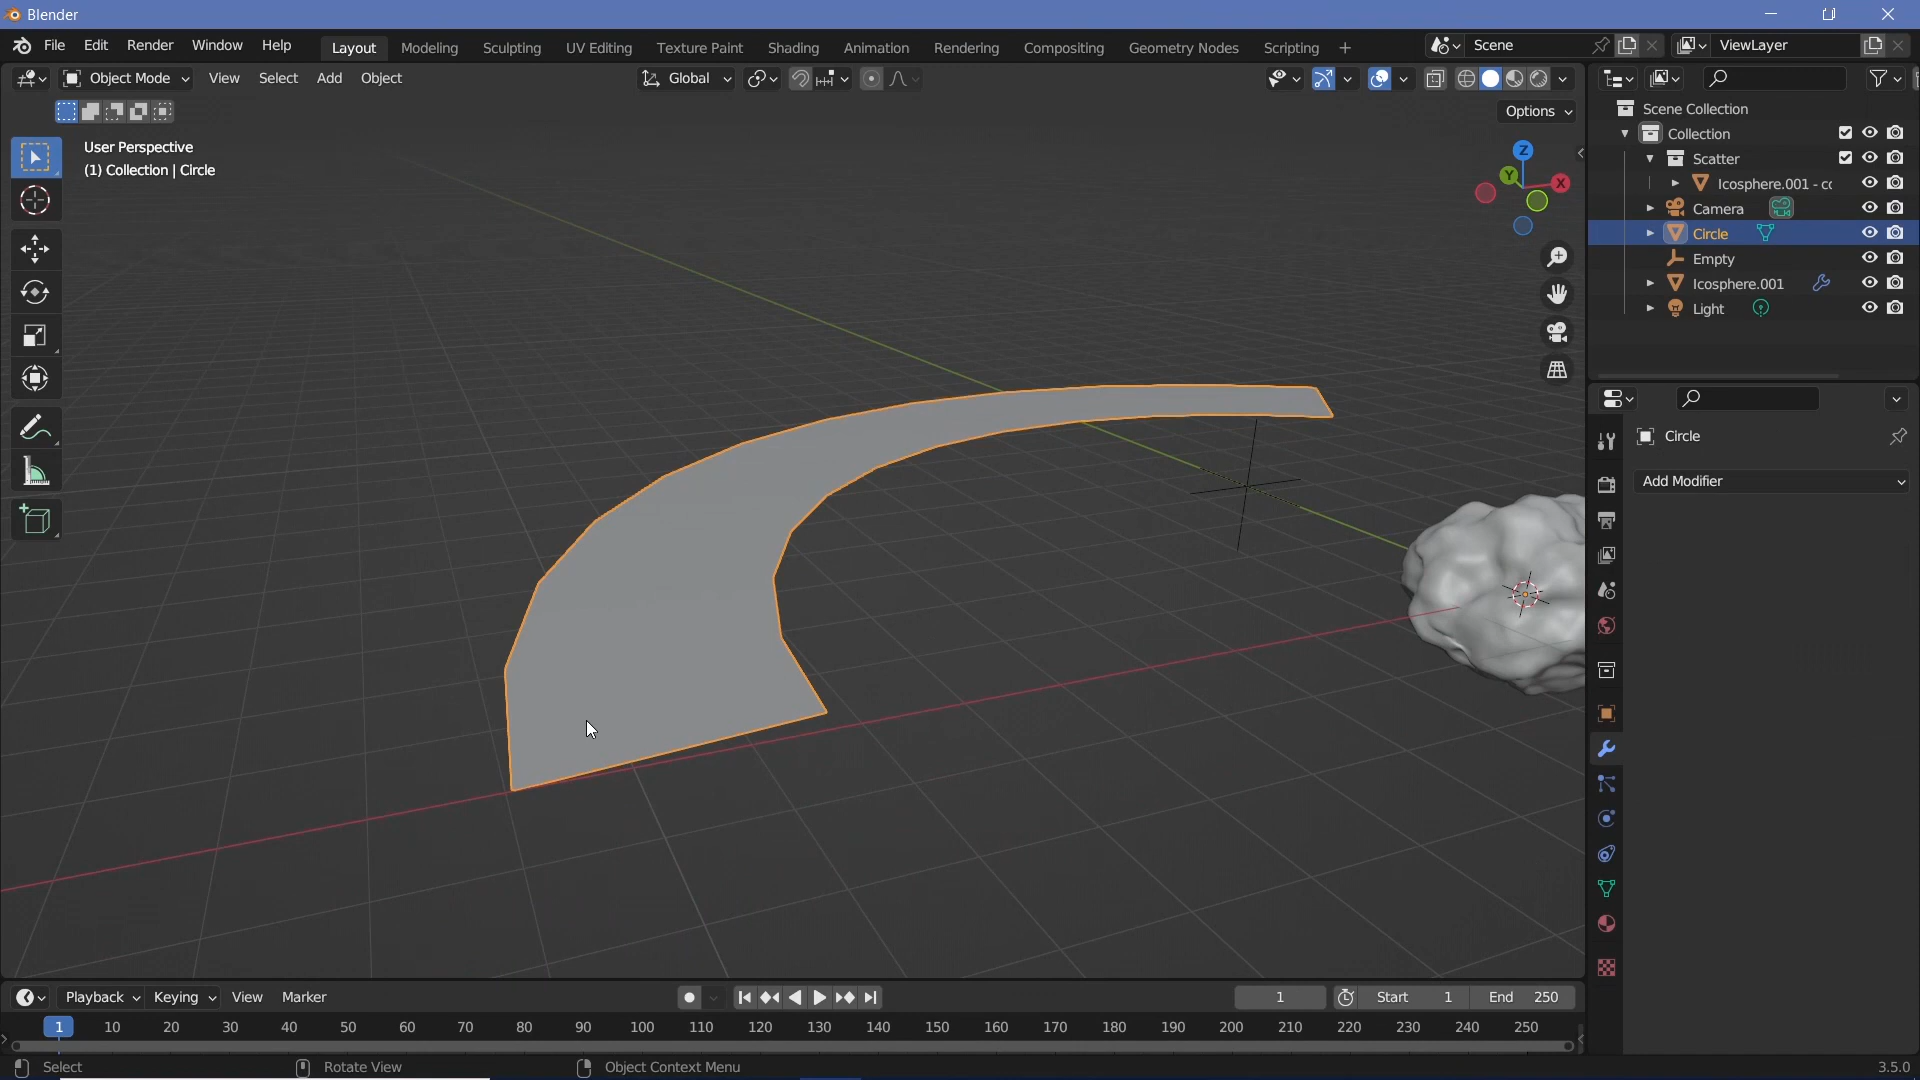 Blender
File Edit Render Window Help
Layout Modeling Sculpting UV Editing Texture Paint Shading Animation Rendering Compositing Geometry Nodes Scripting +
Scene
ViewLayer
Object Mode View Select Add Object
Global
Options
User Perspective
(1) Collection | Circle
Z
Y
X
Scene Collection
Collection
Scatter
Icosphere.001 - cc
Camera
Circle
Empty
Icosphere.001
Light
Circle
Add Modifier
Playback Keying View Marker
1
Start 1
End 250
1 10 20 30 40 50 60 70 80 90 100 110 120 130 140 150 160 170 180 190 200 210 220 230 240 250
Select
Rotate View
Object Context Menu
3.5.0